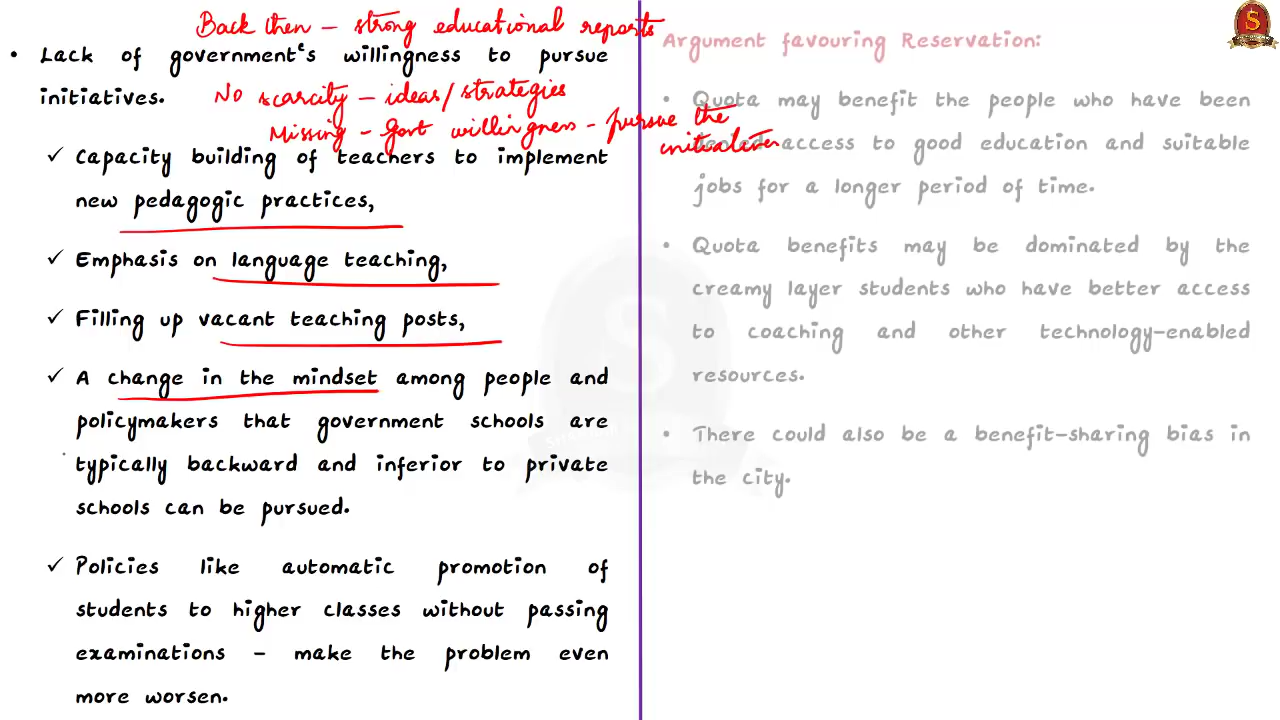 Back then – strong educational reports
• Lack of government's willingness to pursue
initiatives.
No scarcity – ideas/strategies
Missing – Govt willingness – pursue the
initiatives
✓ Capacity building of teachers to implement
new pedagogic practices,
✓ Emphasis on language teaching,
✓ Filling up vacant teaching posts,
✓ A change in the mindset among people and
policymakers that government schools are
typically backward and inferior to private
schools can be pursued.
✓ Policies like automatic promotion of
students to higher classes without passing
examinations – make the problem even
more worsen.
Argument favouring Reservation:
• Quota may benefit the people who have been
access to good education and suitable
jobs for a longer period of time.
• Quota benefits may be dominated by the
creamy layer students who have better access
to coaching and other technology-enabled
resources.
• There could also be a benefit-sharing bias in
the city.
S